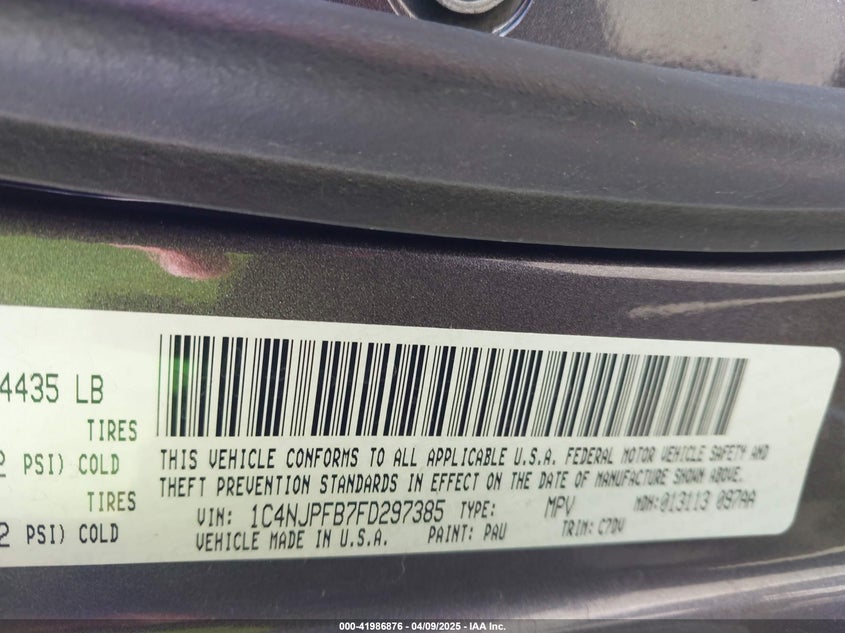 4435 LB
TIRES
PSI) COLD
TIRES
2 PSI) COLD
THIS VEHICLE CONFORMS TO ALL APPLICABLE U.S.A. FEDERAL MOTOR VEHICLE SAFETY AND
THEFT PREVENTION STANDARDS IN EFFECT ON THE DATE OF MANUFACTURE SHOWN ABOVE.
VIN: 1C4NJPFB7FD297385 TYPE: MPV MDH: 013113 097AA
VEHICLE MADE IN U.S.A. PAINT: PAU TRIM: C7DV
000-41986876 - 04/09/2025 - IAA Inc.